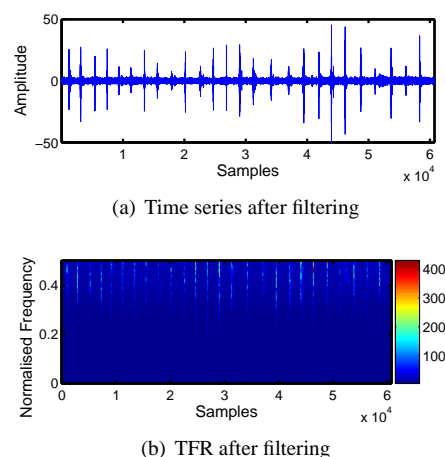 50
0
−50
Amplitude
1 2 3 4 5 6
Samples
x 10^4
(a) Time series after filtering
Normalised Frequency
0.4
0.2
0
400
300
200
100
0 1 2 3 4 5 6
Samples
x 10^4
(b) TFR after filtering